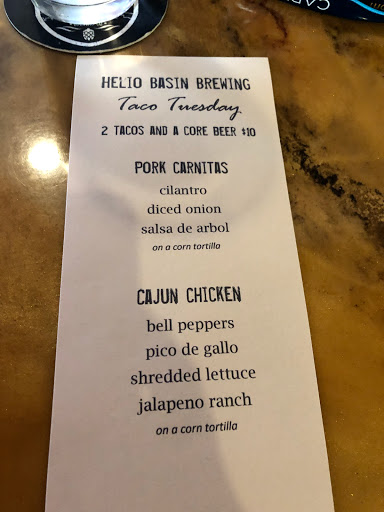 HELIO BASIN BREWING
Taco Tuesday
2 TACOS AND A CORE BEER $10
PORK CARNITAS
cilantro
diced onion
salsa de arbol
on a corn tortilla
CAJUN CHICKEN
bell peppers
pico de gallo
shredded lettuce
jalapeno ranch
on a corn tortilla